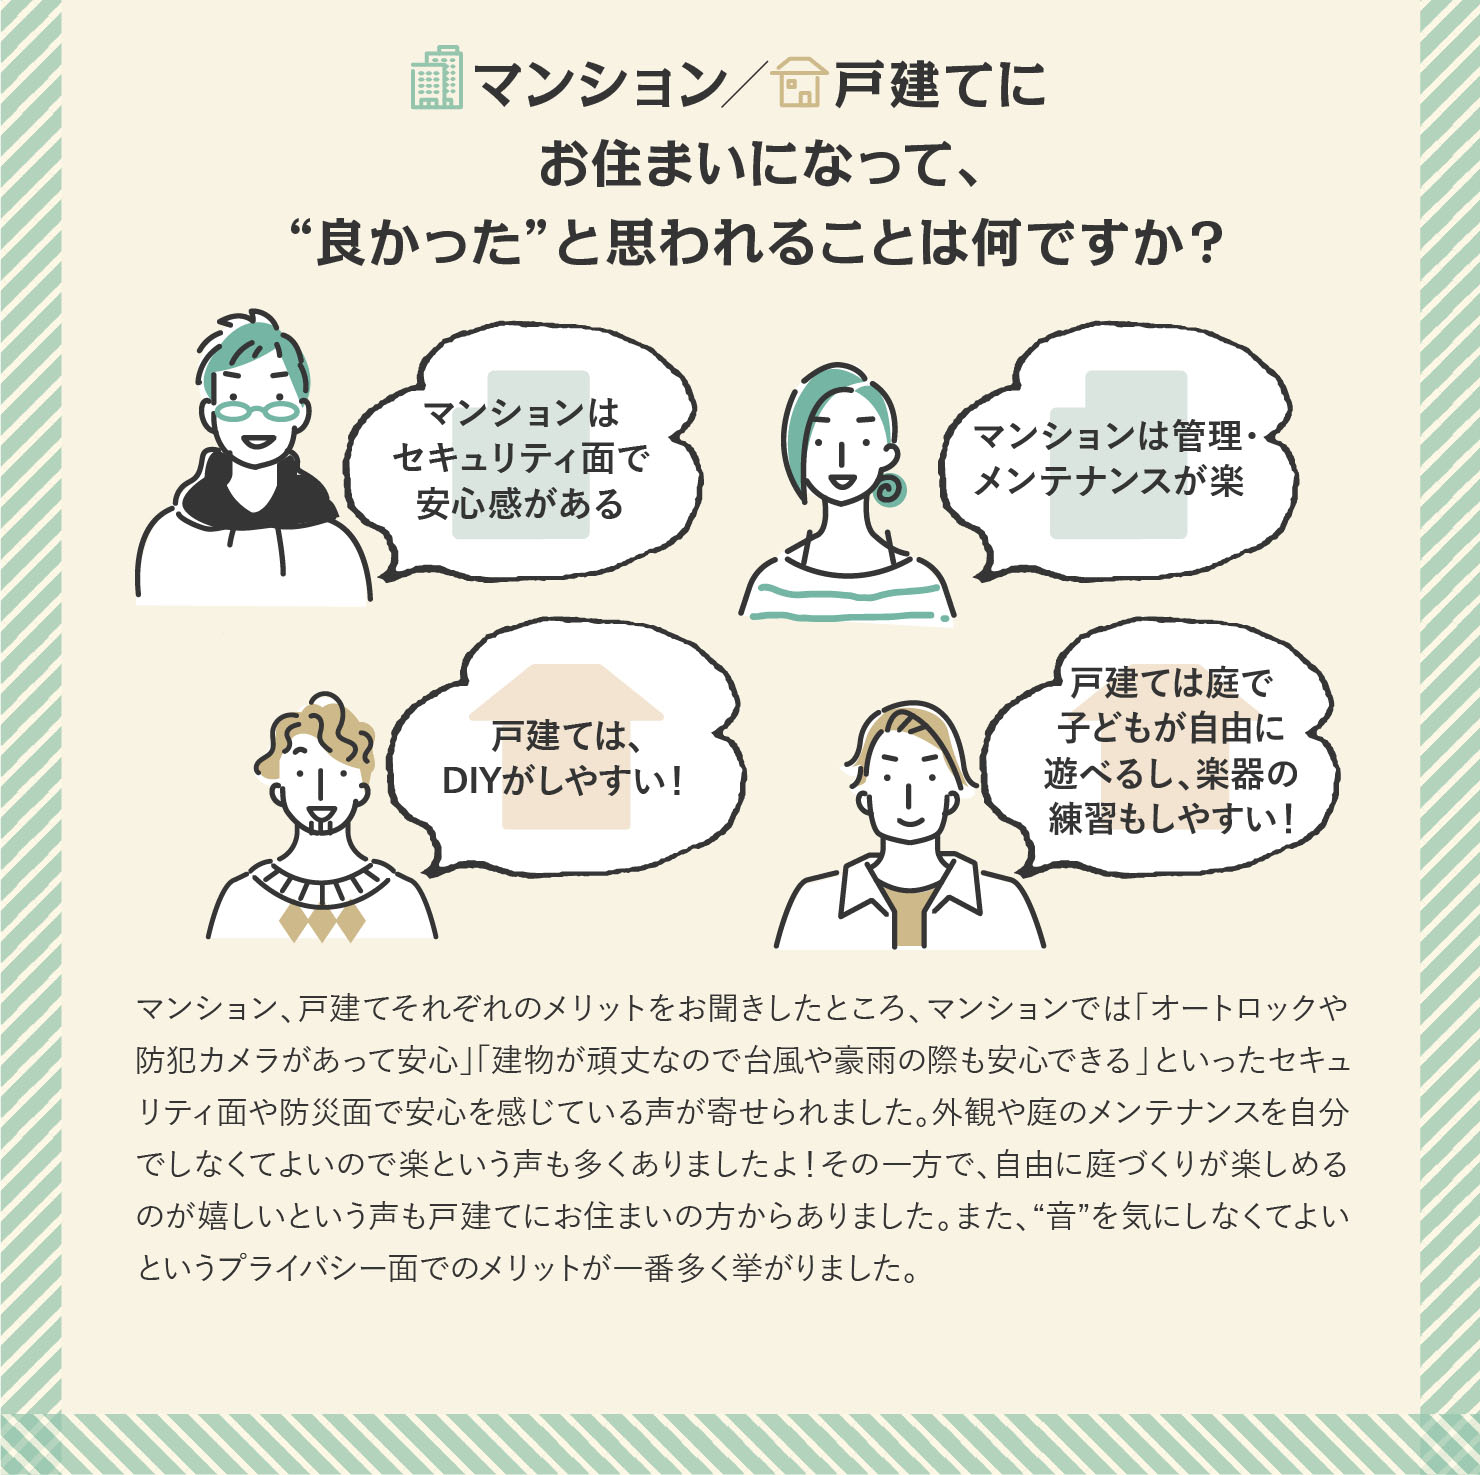 マンション／戸建てに
お住まいになって、
“良かった”と思われることは何ですか？
マンションは
セキュリティ面で
安心感がある
マンションは管理・
メンテナンスが楽
戸建ては、
DIYがしやすい！
戸建ては庭で
子どもが自由に
遊べるし、楽器の
練習もしやすい！
マンション、戸建てそれぞれのメリットをお聞きしたところ、マンションでは「オートロックや
防犯カメラがあって安心」「建物が頑丈なので台風や豪雨の際も安心できる」といったセキュ
リティ面や防災面で安心を感じている声が寄せられました。外観や庭のメンテナンスを自分
でしなくてよいので楽という声も多くありましたよ！その一方で、自由に庭づくりが楽しめる
のが嬉しいという声も戸建てにお住まいの方からありました。また、“音”を気にしなくてよい
というプライバシー面でのメリットが一番多く挙がりました。